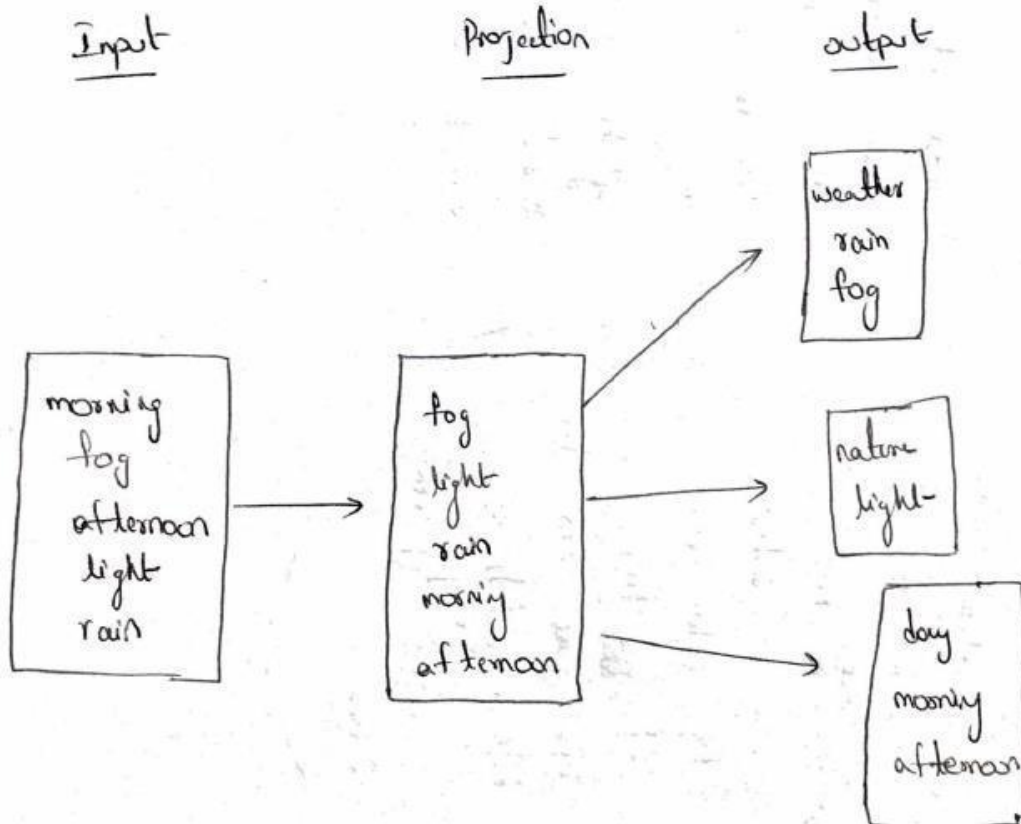 Input
Projection
output
morning
fog
afternoon
light
rain
fog
light
rain
morning
afternoon
weather
rain
fog
nature
light
day
morning
afternoon